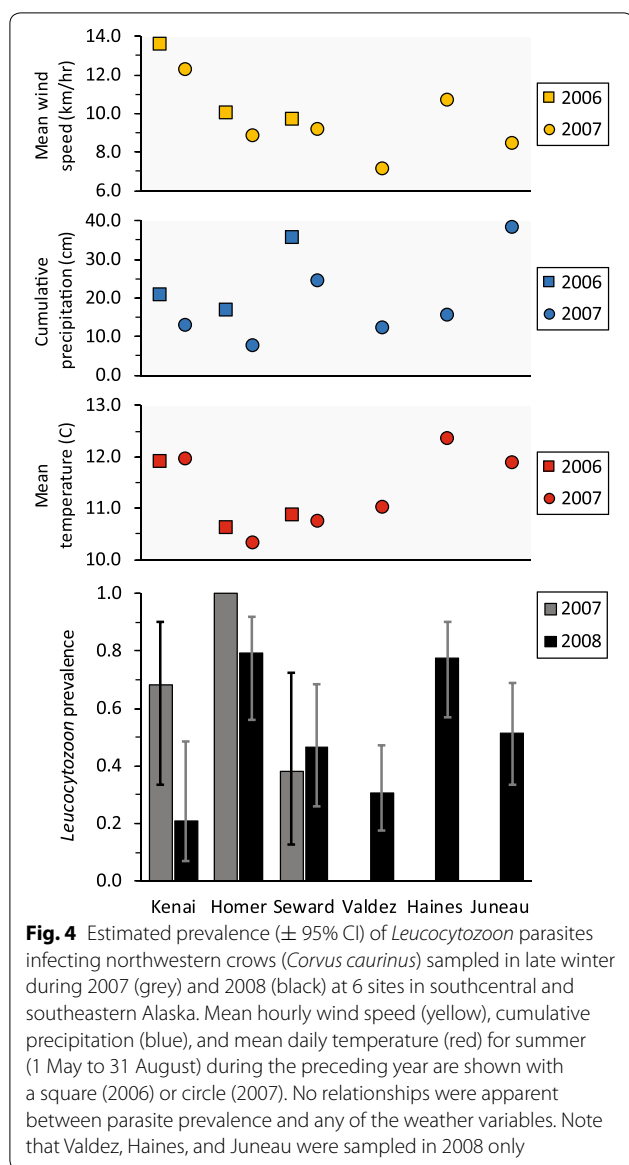 14.0
12.0
10.0
8.0
6.0
Mean wind
speed (km/hr)
2006
2007
40.0
30.0
20.0
10.0
0.0
Cumulative
precipitation (cm)
2006
2007
13.0
12.0
11.0
10.0
Mean
temperature (C)
2006
2007
1.0
0.8
0.6
0.4
0.2
0.0
Leucocytozoon prevalence
2007
2008
Kenai Homer Seward Valdez Haines Juneau
Fig. 4 Estimated prevalence (± 95% CI) of Leucocytozoon parasites
infecting northwestern crows (Corvus caurinus) sampled in late winter
during 2007 (grey) and 2008 (black) at 6 sites in southcentral and
southeastern Alaska. Mean hourly wind speed (yellow), cumulative
precipitation (blue), and mean daily temperature (red) for summer
(1 May to 31 August) during the preceding year are shown with
a square (2006) or circle (2007). No relationships were apparent
between parasite prevalence and any of the weather variables. Note
that Valdez, Haines, and Juneau were sampled in 2008 only